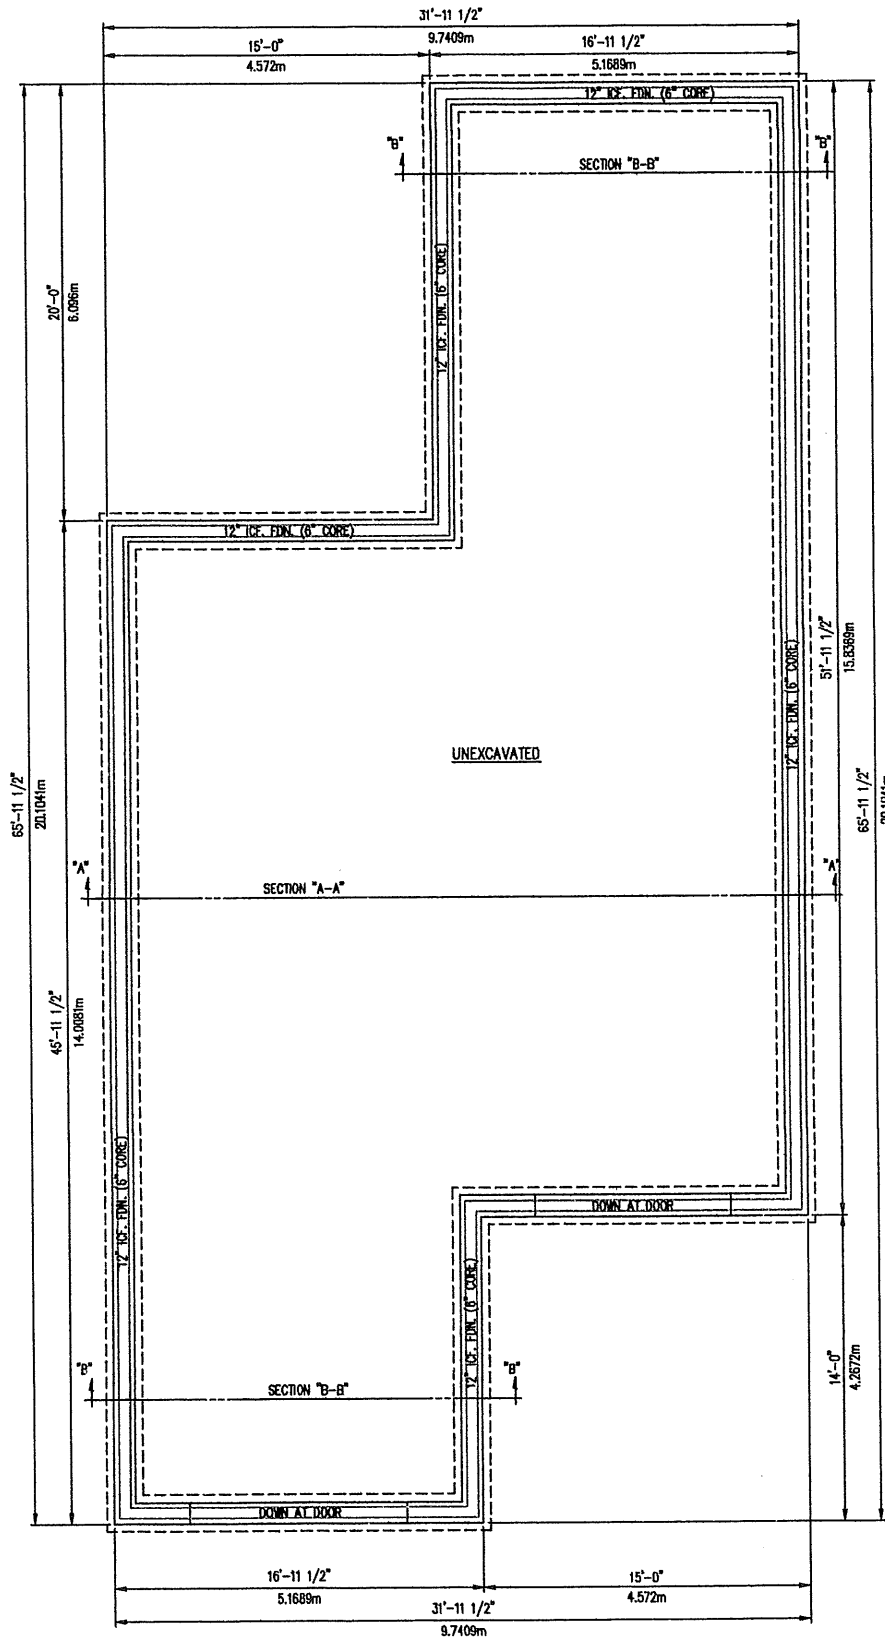 31'-11 1/2"
9.7409m
15'-0"
4.572m
16'-11 1/2"
5.1689m
12" ICF. FDN. (6" CORE)
"B"
"B"
SECTION "B-B"
12" ICF. FDN. (6" CORE)
20'-0"
6.096m
12" ICF. FDN. (6" CORE)
51'-11 1/2"
15.8369m
12" ICF. FDN. (6" CORE)
UNEXCAVATED
65'-11 1/2"
20.1041m
65'-11 1/2"
"A"
"A"
SECTION "A-A"
45'-11 1/2"
14.0081m
12" ICF. FDN. (6" CORE)
DOWN AT DOOR
12" ICF. FDN. (6" CORE)
"B"
"B"
SECTION "B-B"
14'-0"
4.2672m
DOWN AT DOOR
16'-11 1/2"
5.1689m
15'-0"
4.572m
31'-11 1/2"
9.7409m